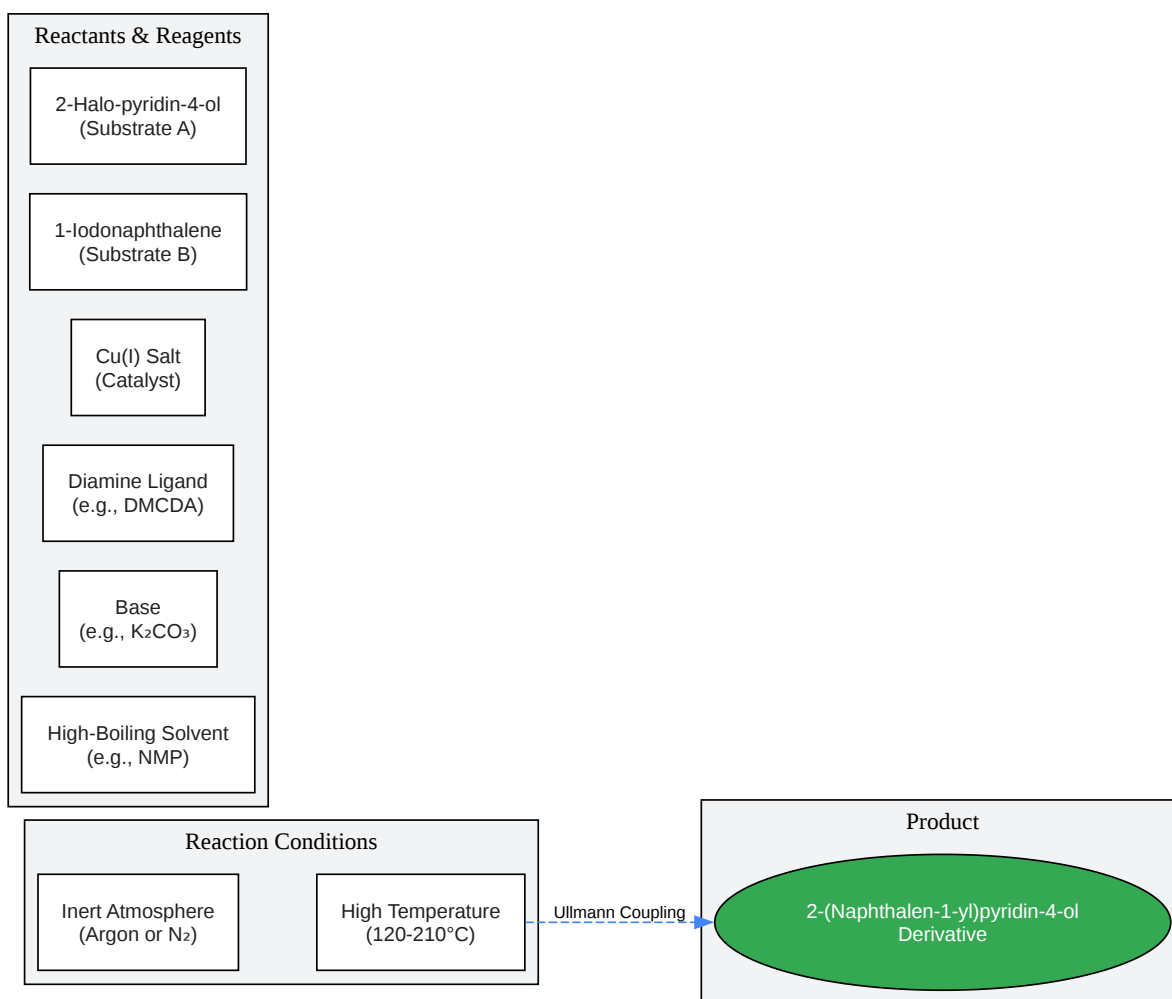 Reactants & Reagents
2-Halo-pyridin-4-ol
(Substrate A)
1-Iodonaphthalene
(Substrate B)
Cu(I) Salt
(Catalyst)
Diamine Ligand
(e.g., DMCDA)
Base
(e.g., K₂CO₃)
High-Boiling Solvent
(e.g., NMP)
Reaction Conditions
Inert Atmosphere
(Argon or N₂)
High Temperature
(120-210°C)
Ullmann Coupling
Product
2-(Naphthalen-1-yl)pyridin-4-ol
Derivative